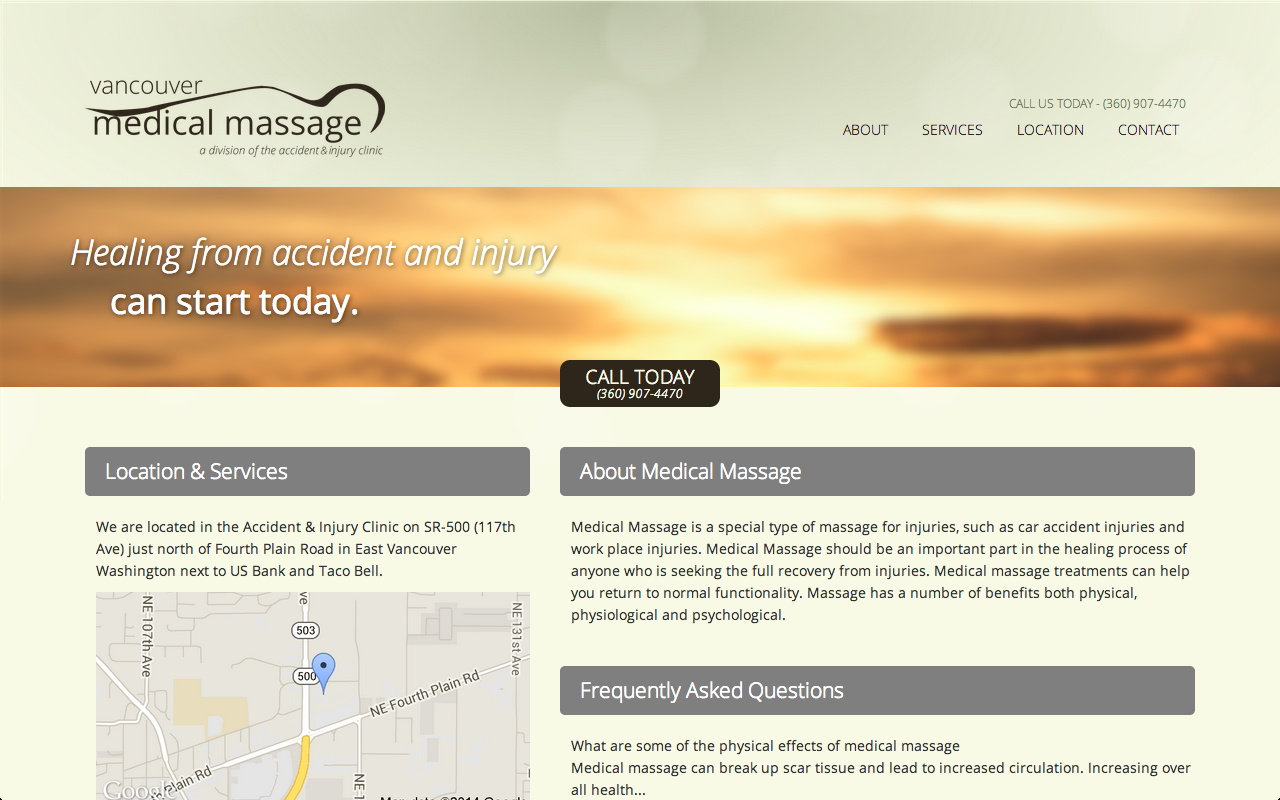 vancouver
medical massage
a division of the accident & injury clinic
CALL US TODAY - (360) 907-4470
ABOUT SERVICES LOCATION CONTACT
Healing from accident and injury
can start today.
CALL TODAY
(360) 907-4470
Location & Services
We are located in the Accident & Injury Clinic on SR-500 (117th
Ave) just north of Fourth Plain Road in East Vancouver
Washington next to US Bank and Taco Bell.
NE 107th Ave
ve
503
500
NE 131st Ave
NE Fourth Plain Rd
Plain Rd
NE 1
Google
Map data ©2014 Google
About Medical Massage
Medical Massage is a special type of massage for injuries, such as car accident injuries and
work place injuries. Medical Massage should be an important part in the healing process of
anyone who is seeking the full recovery from injuries. Medical massage treatments can help
you return to normal functionality. Massage has a number of benefits both physical,
physiological and psychological.
Frequently Asked Questions
What are some of the physical effects of medical massage
Medical massage can break up scar tissue and lead to increased circulation. Increasing over
all health...